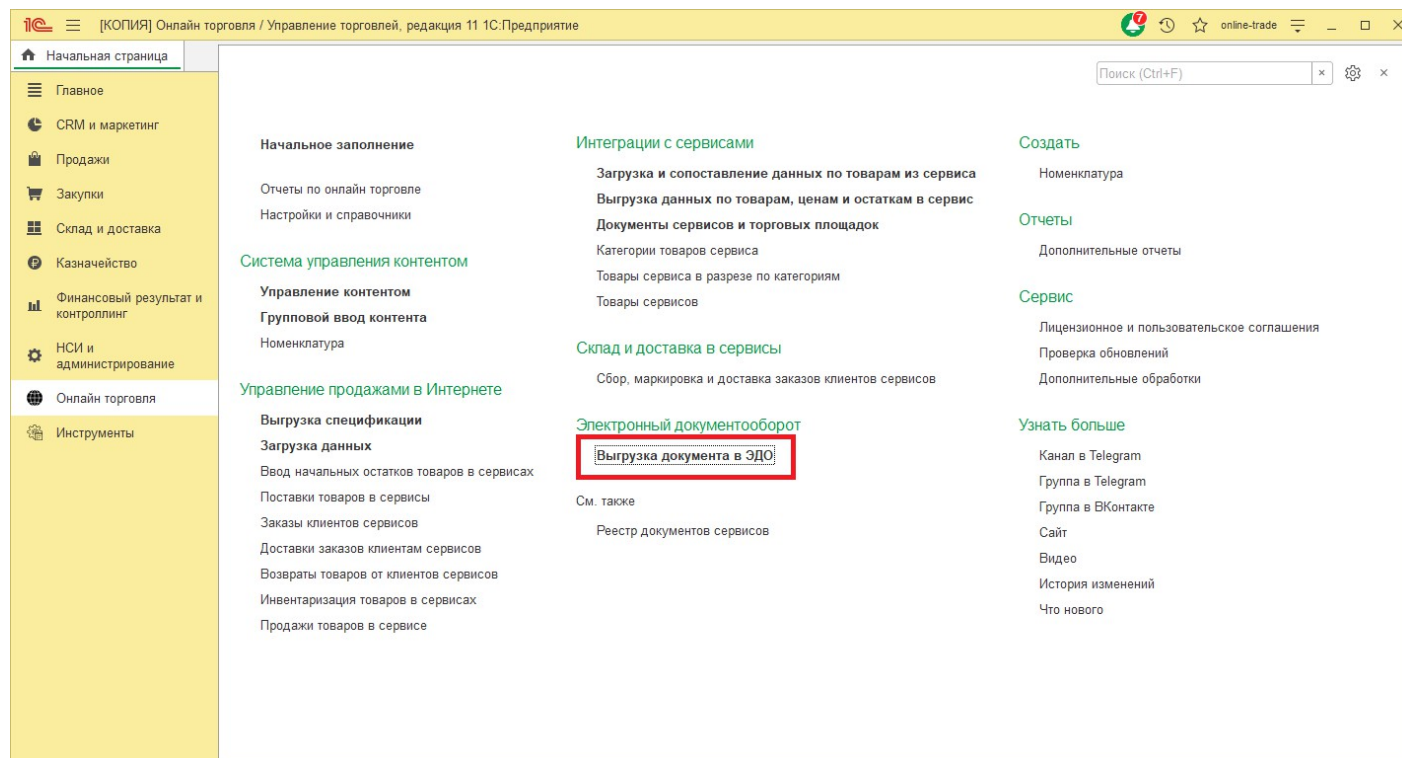 1С [КОПИЯ] Онлайн торговля / Управление торговлей, редакция 11 1С:Предприятие
7
online-trade
Начальная страница
Поиск (Ctrl+F)
Главное
CRM и маркетинг
Продажи
Закупки
Склад и доставка
Казначейство
Финансовый результат и
контроллинг
НСИ и
администрирование
Онлайн торговля
Инструменты
Начальное заполнение
Отчеты по онлайн торговле
Настройки и справочники
Система управления контентом
Управление контентом
Групповой ввод контента
Номенклатура
Управление продажами в Интернете
Выгрузка спецификации
Загрузка данных
Ввод начальных остатков товаров в сервисах
Поставки товаров в сервисы
Заказы клиентов сервисов
Доставки заказов клиентам сервисов
Возвраты товаров от клиентов сервисов
Инвентаризация товаров в сервисах
Продажи товаров в сервисе
Интеграции с сервисами
Загрузка и сопоставление данных по товарам из сервиса
Выгрузка данных по товарам, ценам и остаткам в сервис
Документы сервисов и торговых площадок
Категории товаров сервиса
Товары сервиса в разрезе по категориям
Товары сервисов
Склад и доставка в сервисы
Сбор, маркировка и доставка заказов клиентов сервисов
Электронный документооборот
Выгрузка документа в ЭДО
См. также
Реестр документов сервисов
Создать
Номенклатура
Отчеты
Дополнительные отчеты
Сервис
Лицензионное и пользовательское соглашения
Проверка обновлений
Дополнительные обработки
Узнать больше
Канал в Telegram
Группа в Telegram
Группа в ВКонтакте
Сайт
Видео
История изменений
Что нового